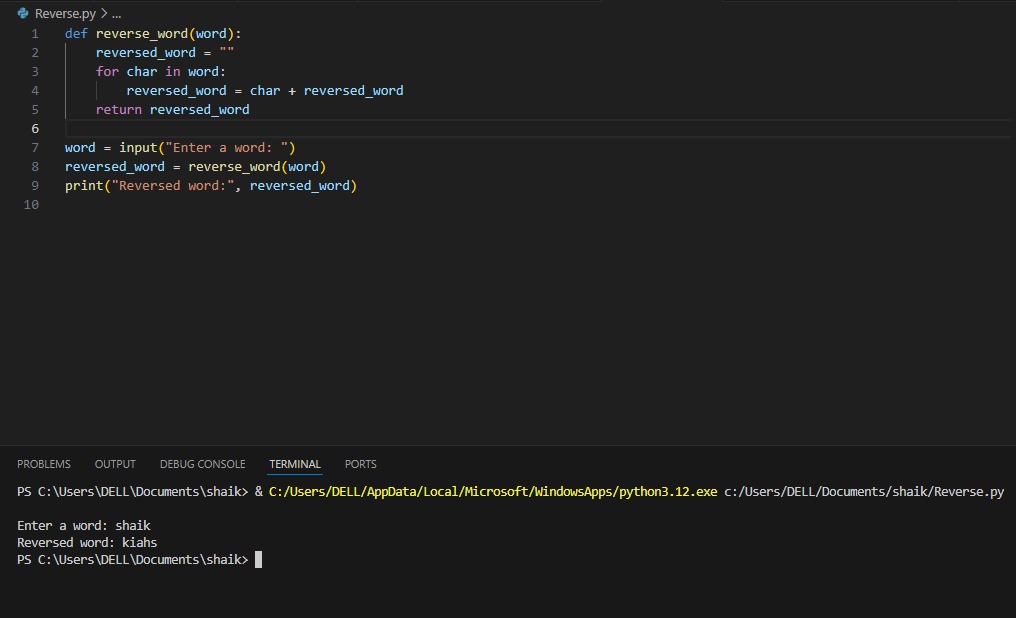 Reverse.py > ...
1 def reverse_word(word):
2     reversed_word = ""
3     for char in word:
4         reversed_word = char + reversed_word
5     return reversed_word
6
7 word = input("Enter a word: ")
8 reversed_word = reverse_word(word)
9 print("Reversed word:", reversed_word)
10
PROBLEMS OUTPUT DEBUG CONSOLE TERMINAL PORTS
PS C:\Users\DELL\Documents\shaik> & C:/Users/DELL/AppData/Local/Microsoft/WindowsApps/python3.12.exe c:/Users/DELL/Documents/shaik/Reverse.py
Enter a word: shaik
Reversed word: kiahs
PS C:\Users\DELL\Documents\shaik>